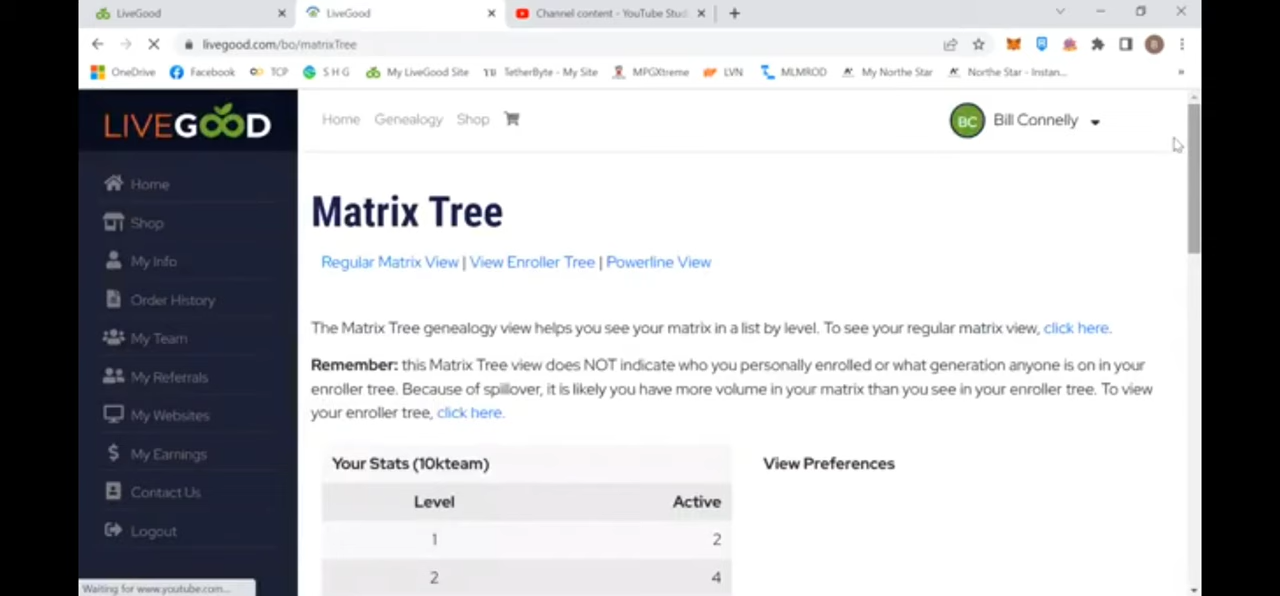 LiveGood
LiveGood
Channel content - YouTube Stud
livegood.com/bo/matrixTree
B
OneDrive
Facebook
TCP
S H G
My LiveGood Site
TetherByte - My Site
MPGXtreme
LVN
MLMROD
My Northe Star
Northe Star - Instan...
»
LIVEGOOD
Home
Genealogy
Shop
BC
Bill Connelly
Home
Shop
My Info
Order History
My Team
My Referrals
My Websites
My Earnings
Contact Us
Logout
Matrix Tree
Regular Matrix View | View Enroller Tree | Powerline View
The Matrix Tree genealogy view helps you see your matrix in a list by level. To see your regular matrix view, click here.
Remember: this Matrix Tree view does NOT indicate who you personally enrolled or what generation anyone is on in your
enroller tree. Because of spillover, it is likely you have more volume in your matrix than you see in your enroller tree. To view
your enroller tree, click here.
Your Stats (10kteam)
View Preferences
Level Active
1 2
2 4
Waiting for www.youtube.com...